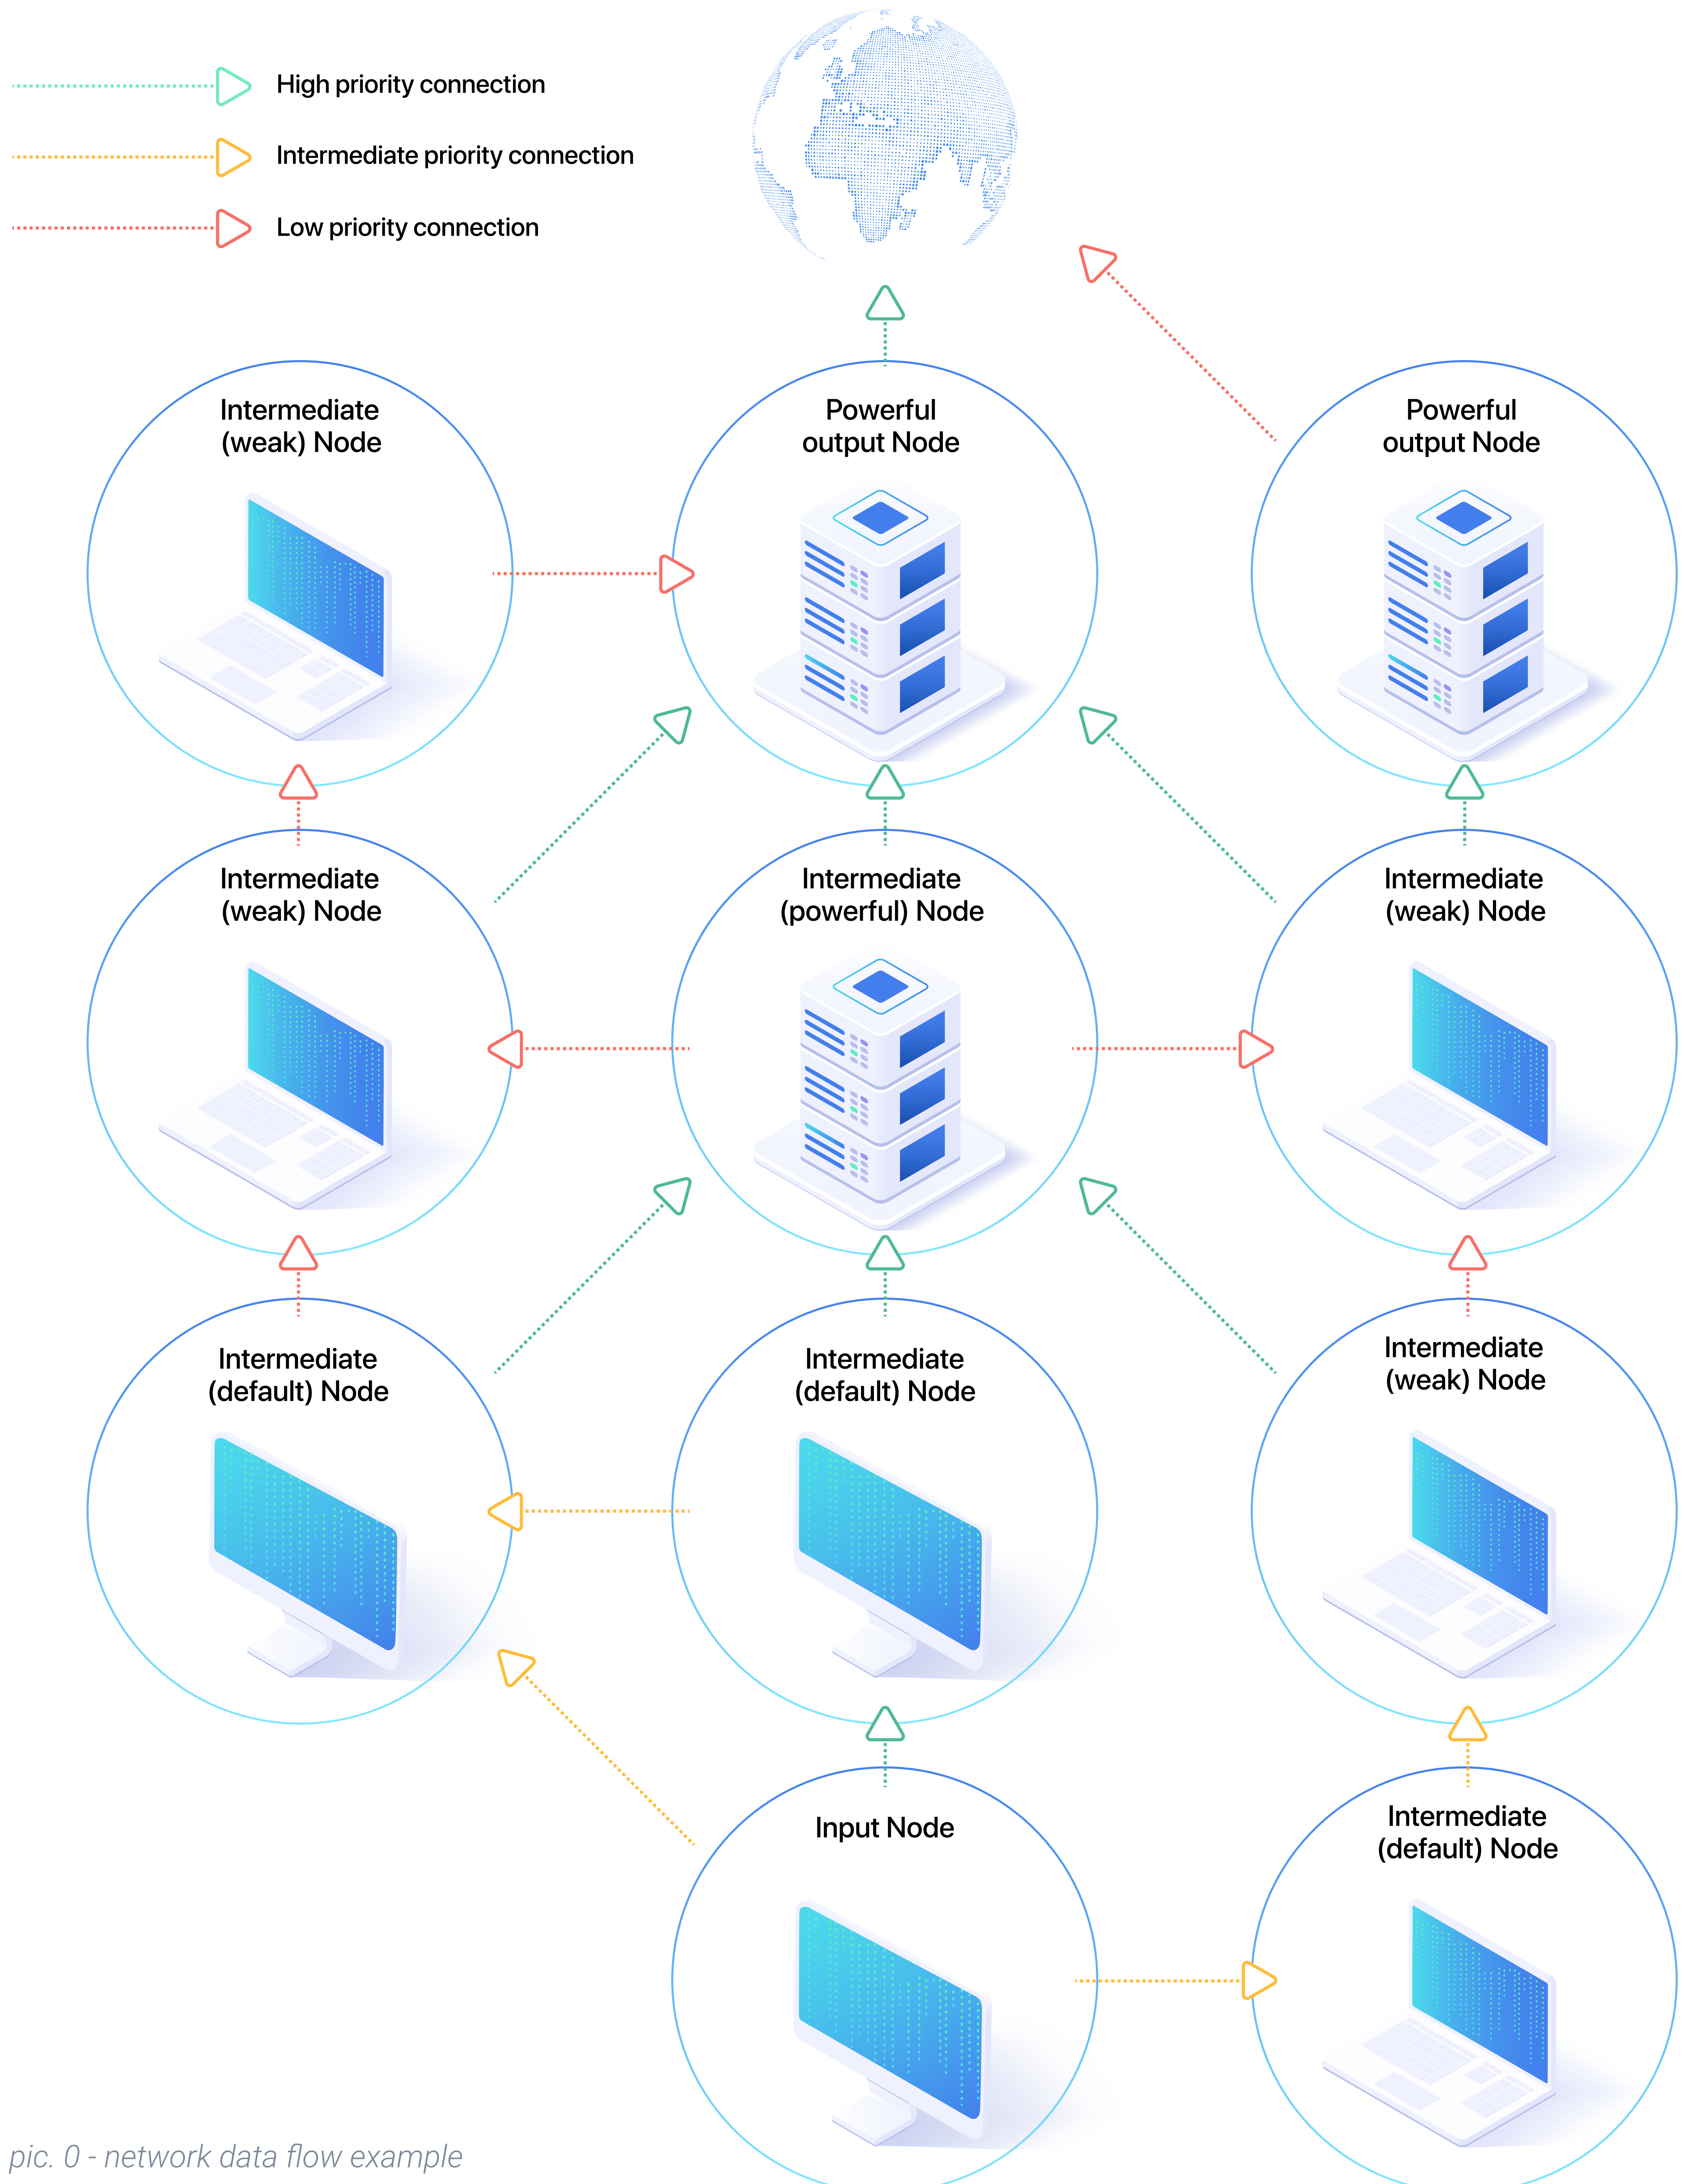 High priority connection
Intermediate priority connection
Low priority connection
Intermediate
(weak) Node
Powerful
output Node
Powerful
output Node
Intermediate
(weak) Node
Intermediate
(powerful) Node
Intermediate
(weak) Node
Intermediate
(default) Node
Intermediate
(default) Node
Intermediate
(weak) Node
Input Node
Intermediate
(default) Node
pic. 0 - network data flow example